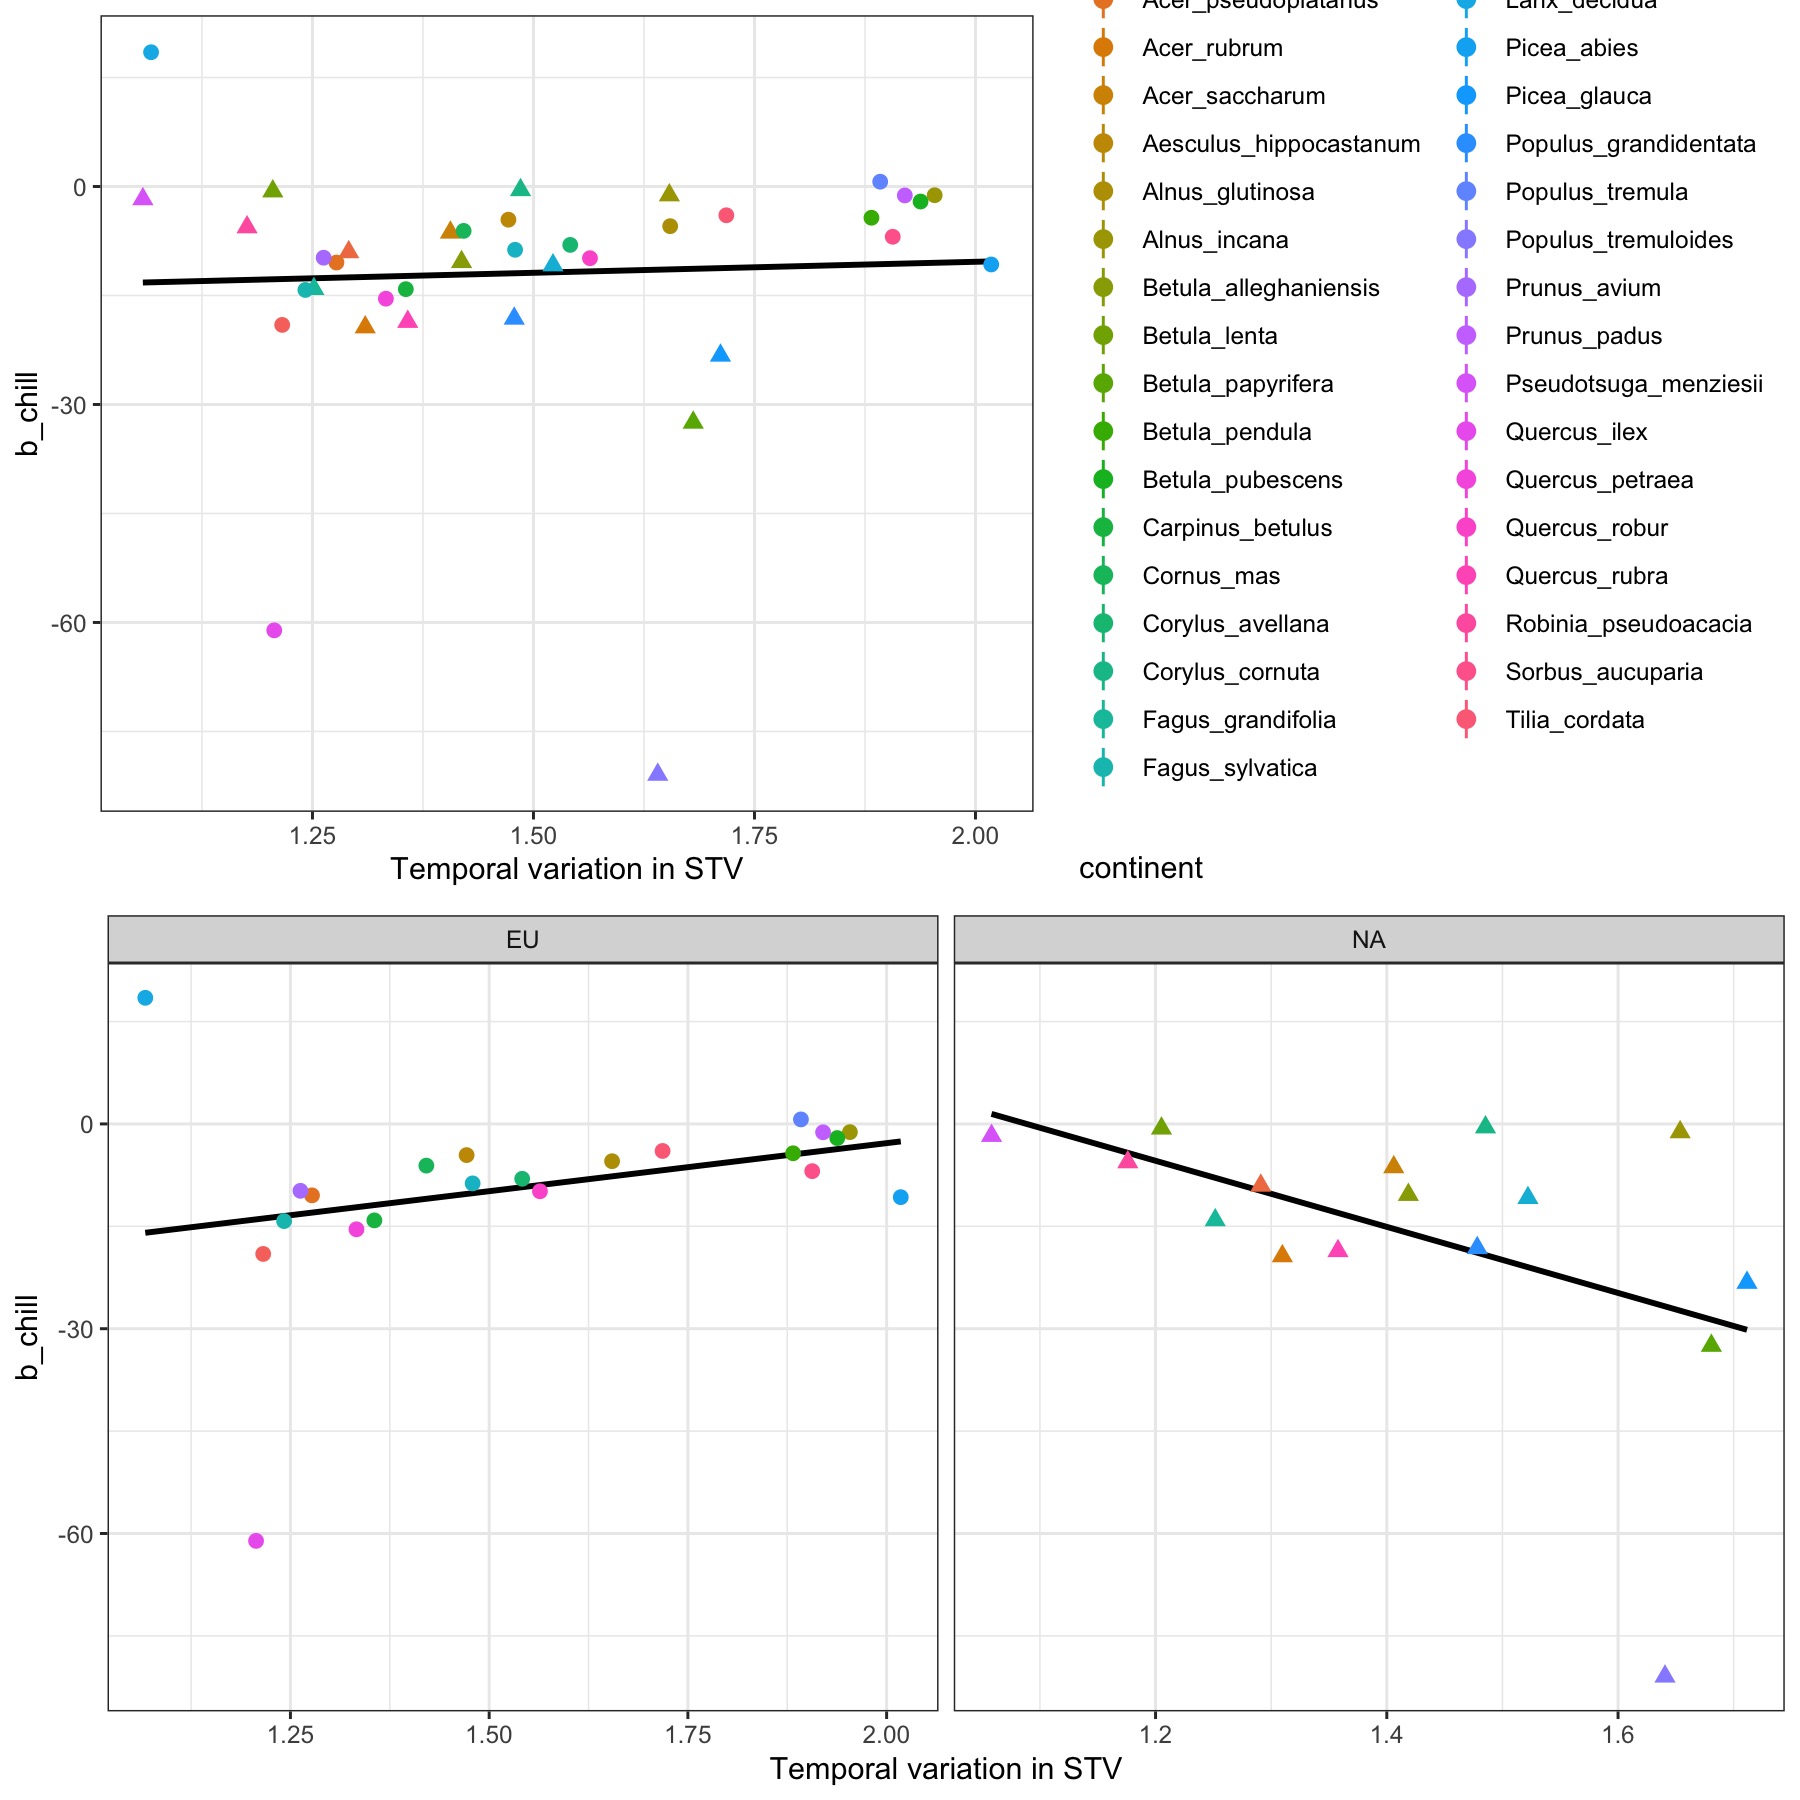 Acer_pseudoplatanus
Larix_decidua
Acer_rubrum
Picea_abies
Acer_saccharum
Picea_glauca
Aesculus_hippocastanum
Populus_grandidentata
Alnus_glutinosa
Populus_tremula
Alnus_incana
Populus_tremuloides
Betula_alleghaniensis
Prunus_avium
Betula_lenta
Prunus_padus
Betula_papyrifera
Pseudotsuga_menziesii
Betula_pendula
Quercus_ilex
Betula_pubescens
Quercus_petraea
Carpinus_betulus
Quercus_robur
Cornus_mas
Quercus_rubra
Corylus_avellana
Robinia_pseudoacacia
Corylus_cornuta
Sorbus_aucuparia
Fagus_grandifolia
Tilia_cordata
Fagus_sylvatica
0
-30
-60
b_chill
1.25 1.50 1.75 2.00
Temporal variation in STV
continent
EU
NA
0
-30
-60
b_chill
1.25 1.50 1.75 2.00
1.2 1.4 1.6
Temporal variation in STV